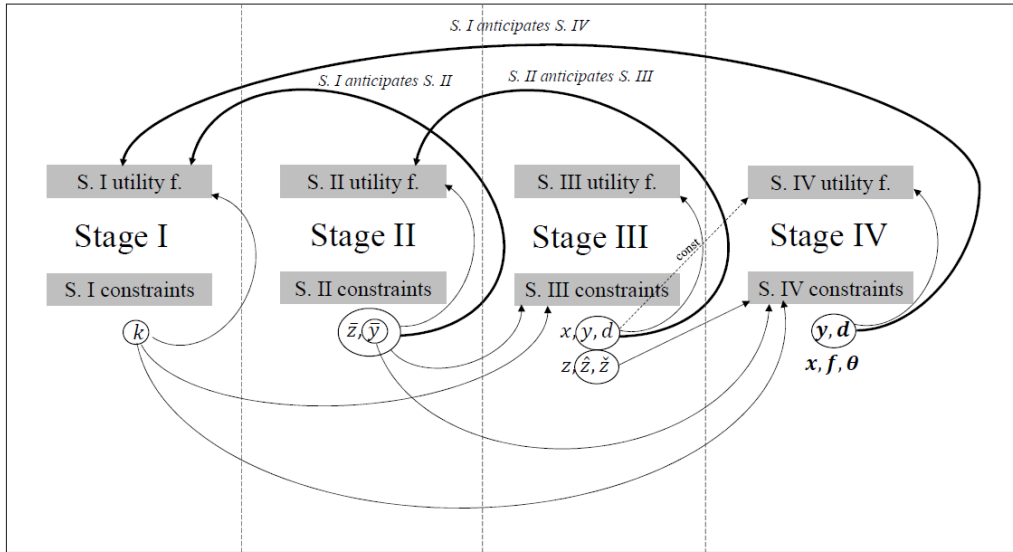 S. I anticipates S. IV
S. I anticipates S. II
S. II anticipates S. III
S. I utility f.
S. II utility f.
S. III utility f.
S. IV utility f.
Stage I
Stage II
Stage III
Stage IV
const
S. I constraints
S. II constraints
S. III constraints
S. IV constraints
k
z̄, ȳ
x, y, d
z, ẑ, ž
y, d
x, f, θ